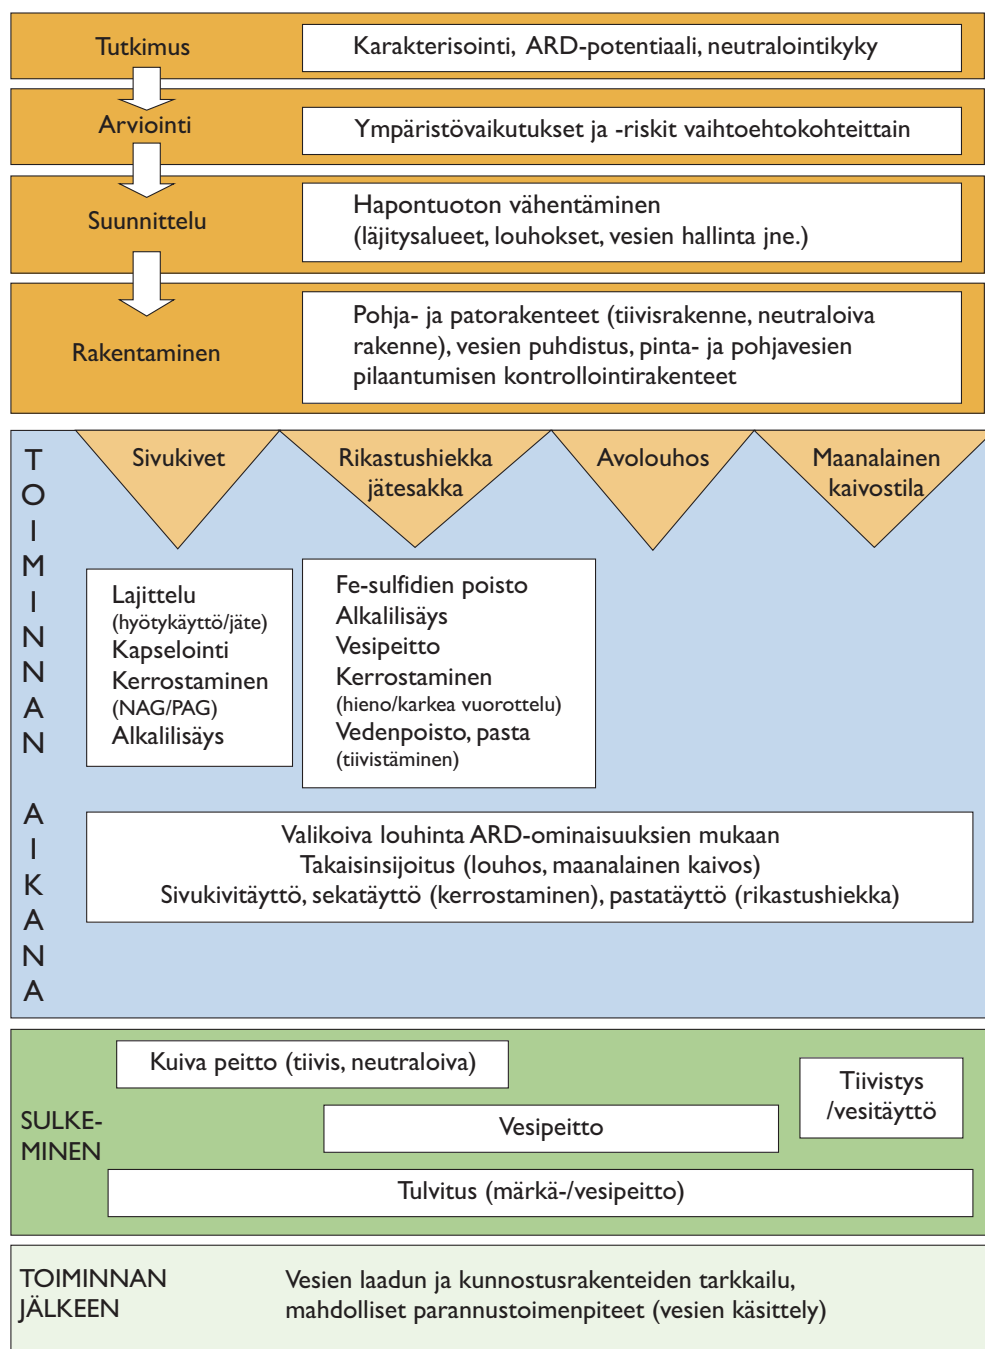 Tutkimus
Karakterisointi, ARD-potentiaali, neutralointikyky
Arviointi
Ympäristövaikutukset ja -riskit vaihtoehtokohteittain
Suunnittelu
Hapontuoton vähentäminen
(läjitysalueet, louhokset, vesien hallinta jne.)
Rakentaminen
Pohja- ja patorakenteet (tiivisrakenne, neutraloiva
rakenne), vesien puhdistus, pinta- ja pohjavesien
pilaantumisen kontrollointirakenteet
TOIMINNAN AIKANA
Sivukivet
Rikastushiekka
jätesakka
Avolouhos
Maanalainen
kaivostila
Lajittelu
(hyötykäyttö/jäte)
Kapselointi
Kerrostaminen
(NAG/PAG)
Alkalilisäys
Fe-sulfidien poisto
Alkalilisäys
Vesipeitto
Kerrostaminen
(hieno/karkea vuorottelu)
Vedenpoisto, pasta
(tiivistäminen)
Valikoiva louhinta ARD-ominaisuuksien mukaan
Takaisinsijoitus (louhos, maanalainen kaivos)
Sivukivitäyttö, sekatäyttö (kerrostaminen), pastatäyttö (rikastushiekka)
SULKE-
MINEN
Kuiva peitto (tiivis, neutraloiva)
Tiivistys
/vesitäyttö
Vesipeitto
Tulvitus (märkä-/vesipeitto)
TOIMINNAN
JÄLKEEN
Vesien laadun ja kunnostusrakenteiden tarkkailu,
mahdolliset parannustoimenpiteet (vesien käsittely)